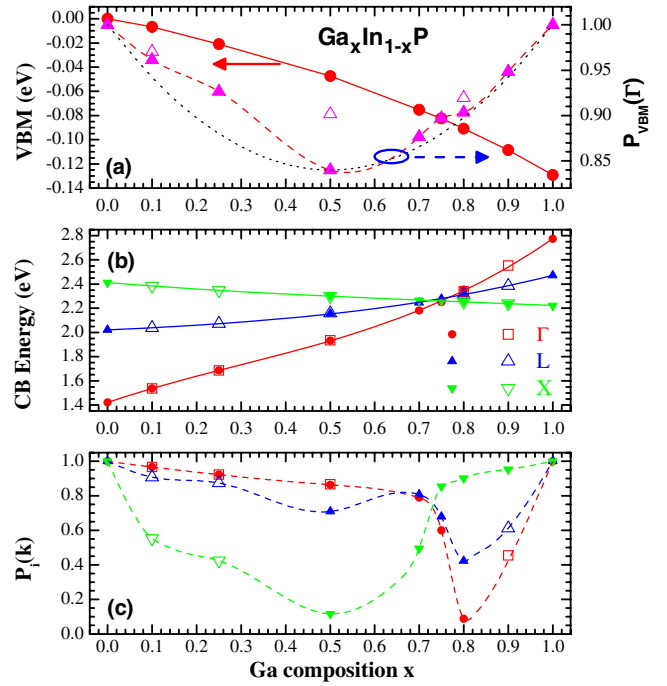 Ga_xIn_{1-x}P
VBM (eV)
0.00
-0.02
-0.04
-0.06
-0.08
-0.10
-0.12
-0.14
1.00
0.95
0.90
0.85
P_VBM(Γ)
(a)
0.0 0.1 0.2 0.3 0.4 0.5 0.6 0.7 0.8 0.9 1.0
CB Energy (eV)
2.8
2.6
2.4
2.2
2.0
1.8
1.6
1.4
(b)
Γ
L
X
0.0 0.1 0.2 0.3 0.4 0.5 0.6 0.7 0.8 0.9 1.0
P_i(k)
1.0
0.8
0.6
0.4
0.2
0.0
(c)
0.0 0.1 0.2 0.3 0.4 0.5 0.6 0.7 0.8 0.9 1.0
Ga composition x